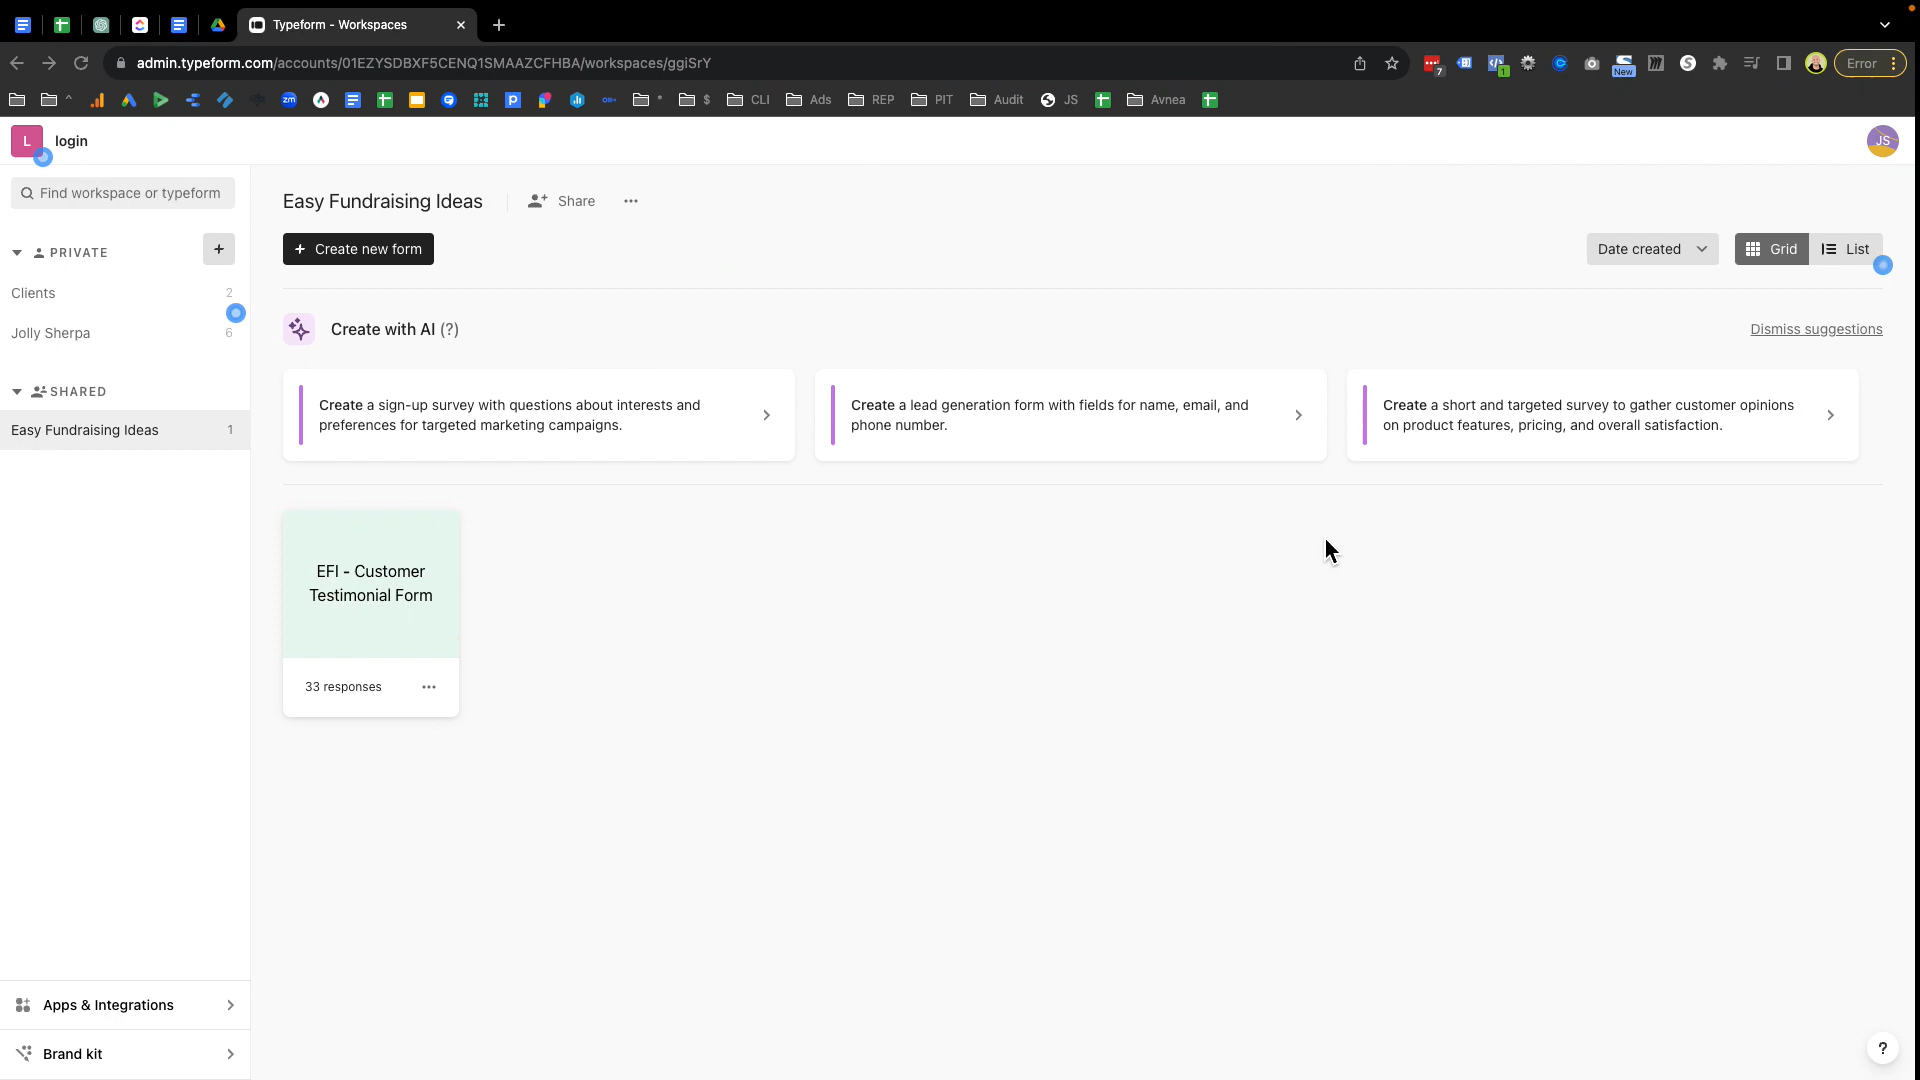 Typeform - Workspaces
admin.typeform.com/accounts/01EZYSDBXF5CENQ1SMAAZCFHBA/workspaces/ggiSrY
7
1
New
Error
zm
^
*
$
CLI
Ads
REP
PIT
Audit
JS
Avnea
L
login
JS
Find workspace or typeform
PRIVATE
+
Clients
2
Jolly Sherpa
6
SHARED
Easy Fundraising Ideas
1
Apps & Integrations
Brand kit
Easy Fundraising Ideas
Share
+ Create new form
Date created
Grid
List
Create with AI (?)
Dismiss suggestions
Create a sign-up survey with questions about interests and
preferences for targeted marketing campaigns.
Create a lead generation form with fields for name, email, and
phone number.
Create a short and targeted survey to gather customer opinions
on product features, pricing, and overall satisfaction.
EFI - Customer
Testimonial Form
33 responses
?